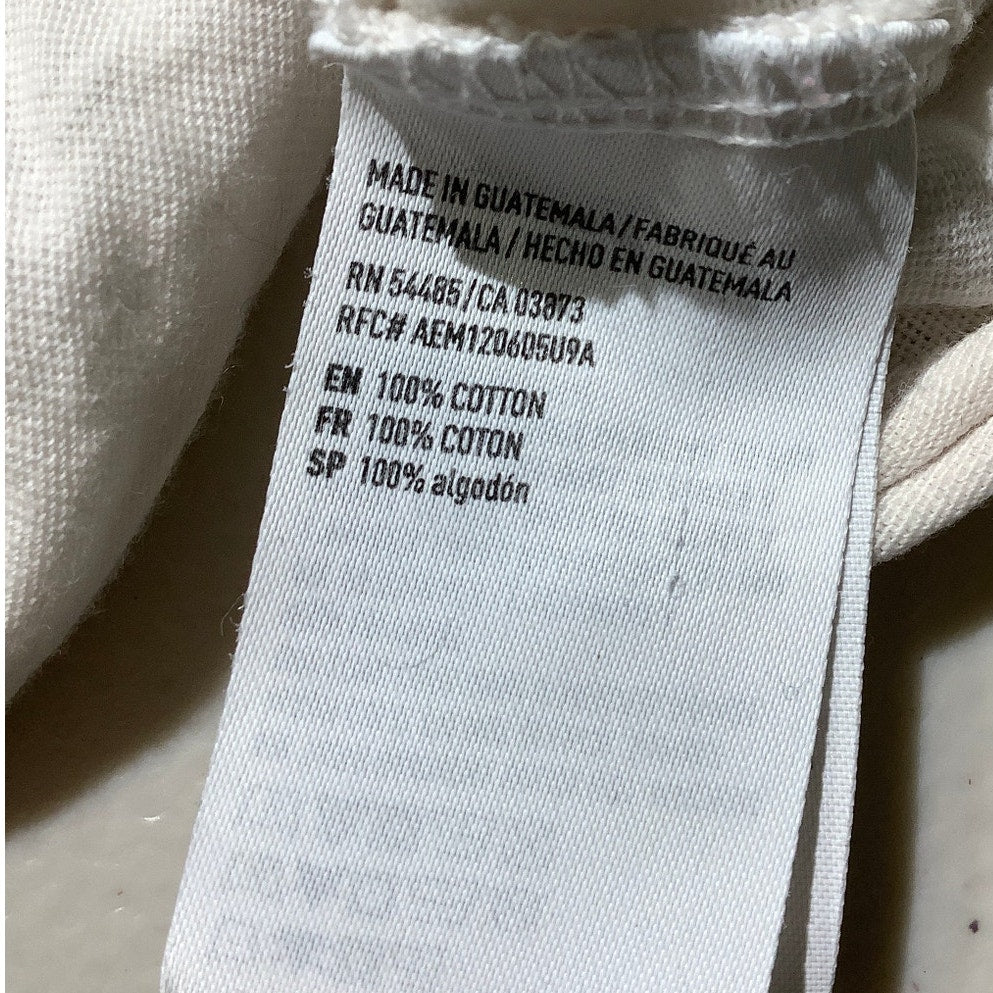 MADE IN GUATEMALA/FABRIQUÉ AU
GUATEMALA / HECHO EN GUATEMALA
RN 54485/CA 03873
RFC# AEM120605U9A
EN 100% COTTON
FR 100% COTON
SP 100% algodón